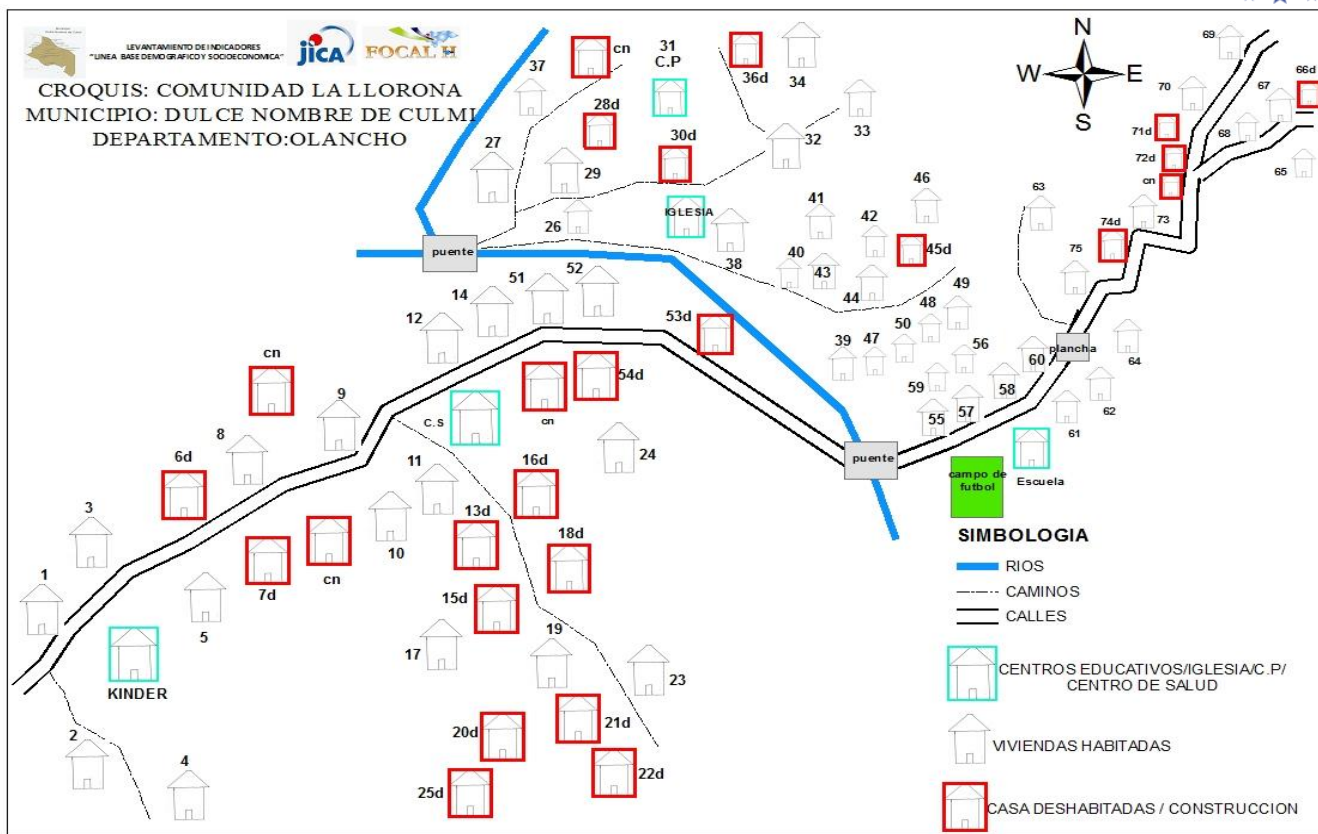 LEVANTAMIENTO DE INDICADORES
"LINEA BASE DEMOGRAFICO Y SOCIOECONOMICA"
jICA
FOCAL H
CROQUIS: COMUNIDAD LA LLORONA
MUNICIPIO: DULCE NOMBRE DE CULMI
DEPARTAMENTO:OLANCHO
N
W
E
S
37
cn
31
C.P
36d
34
69
28d
27
29
30d
32
33
70
66d
67
71d
68
72d
65
cn
26
IGLESIA
38
41
42
46
45d
63
73
74d
75
puente
40
43
44
49
48
50
14
51
52
12
53d
39
47
56
59
60
plancha
64
cn
9
54d
cn
C.S
58
57
55
62
61
8
24
6d
11
16d
puente
campo de
futbol
Escuela
3
13d
10
18d
7d
cn
1
5
15d
17
19
23
KINDER
2
4
20d
21d
22d
25d
SIMBOLOGIA
RIOS
CAMINOS
CALLES
CENTROS EDUCATIVOS/IGLESIA/C.P/
CENTRO DE SALUD
VIVIENDAS HABITADAS
CASA DESHABITADAS / CONSTRUCCION